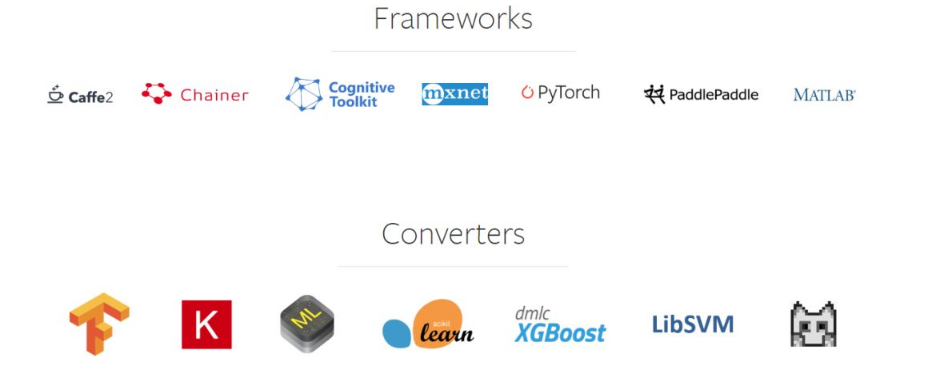 Frameworks
Caffe2
Chainer
Cognitive
Toolkit
mxnet
PyTorch
PaddlePaddle
MATLAB®
Converters
K
ML
scikit
learn
dmlc
XGBoost
LibSVM